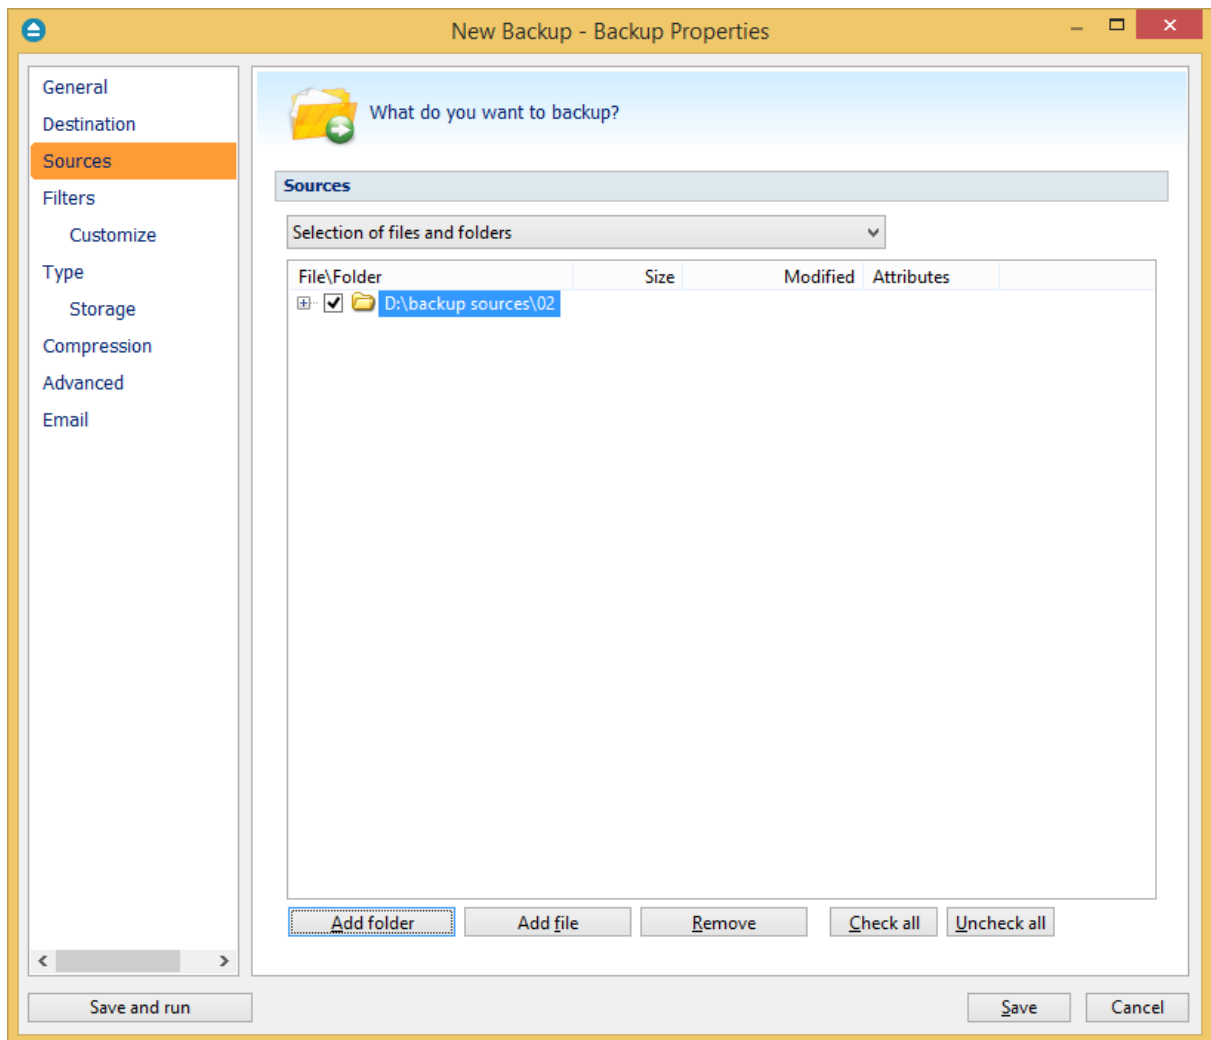 New Backup - Backup Properties
General
Destination
Sources
Filters
Customize
Type
Storage
Compression
Advanced
Email
What do you want to backup?
Sources
Selection of files and folders
File\Folder Size Modified Attributes
D:\backup sources\02
Add folder Add file Remove Check all Uncheck all
Save and run Save Cancel